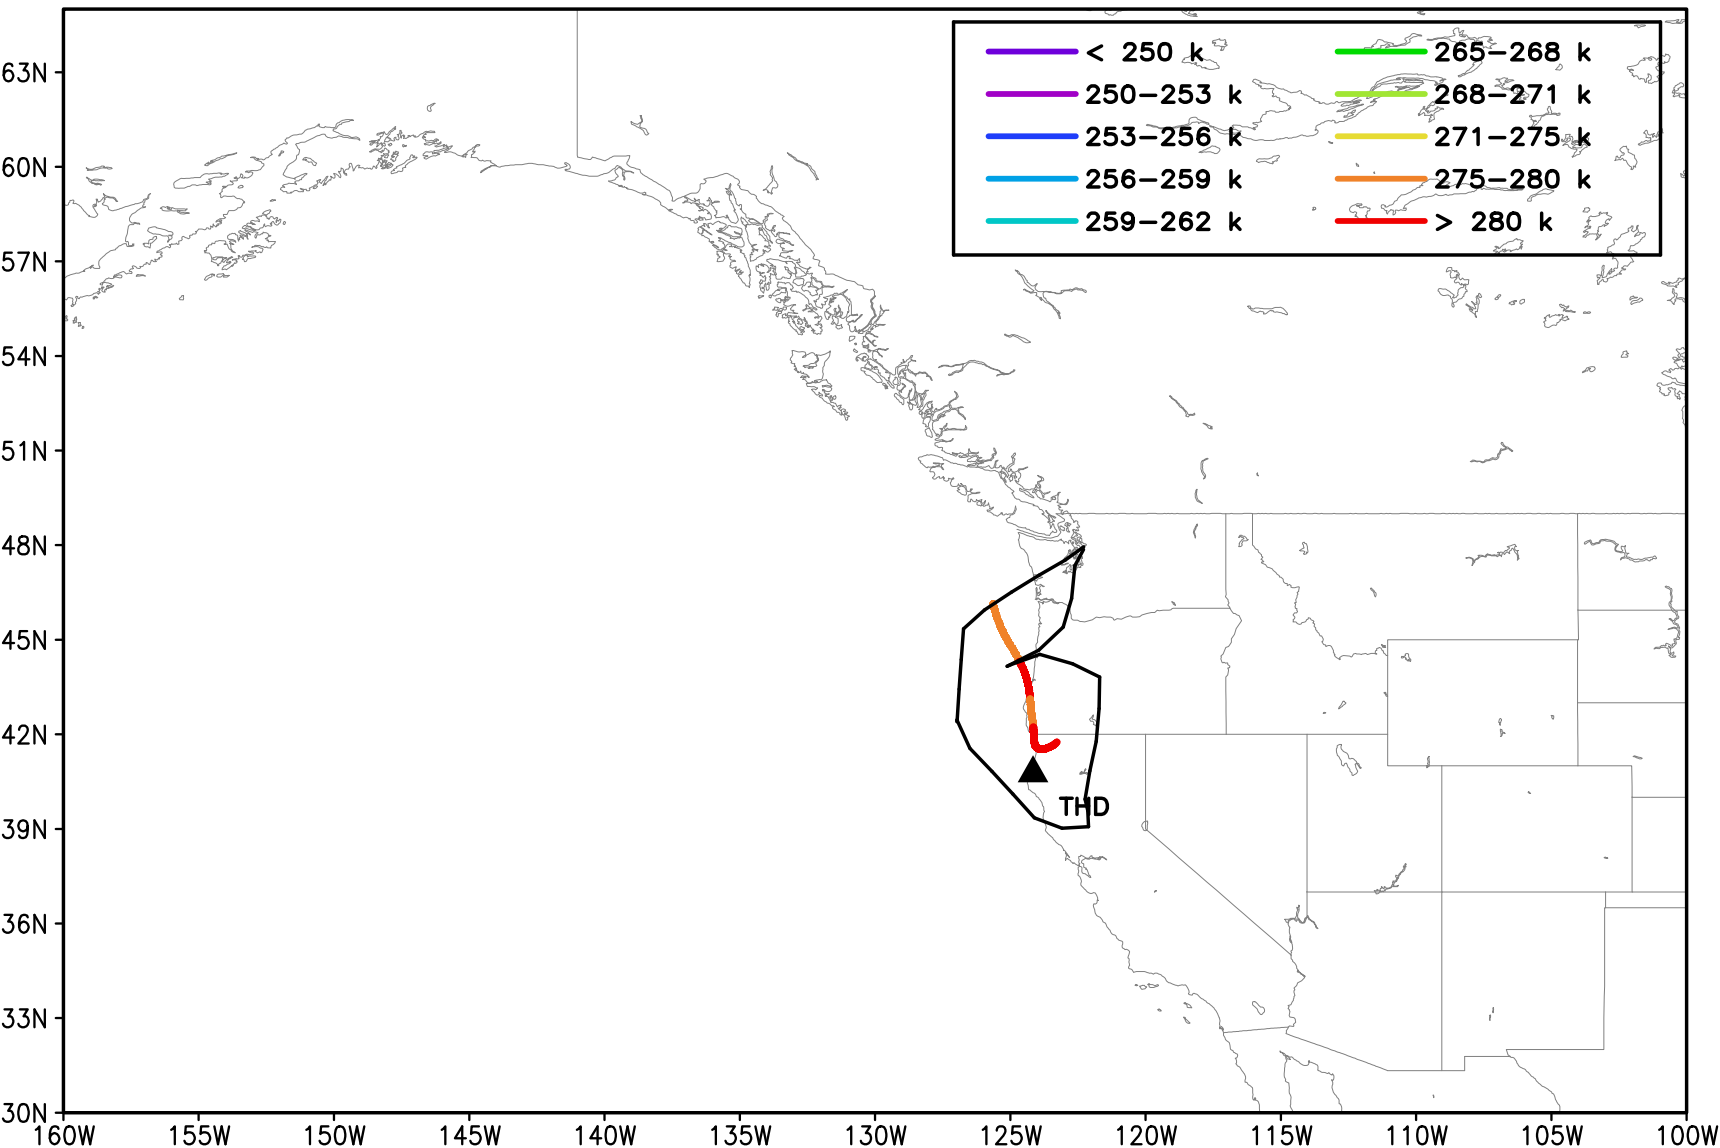 < 250 k
250-253 k
253-256 k
256-259 k
259-262 k
265-268 k
268-271 k
271-275 k
275-280 k
> 280 k
63N
60N
57N
54N
51N
48N
45N
42N
39N
36N
33N
30N
THD
160W 155W 150W 145W 140W 135W 130W 125W 120W 115W 110W 105W 100W